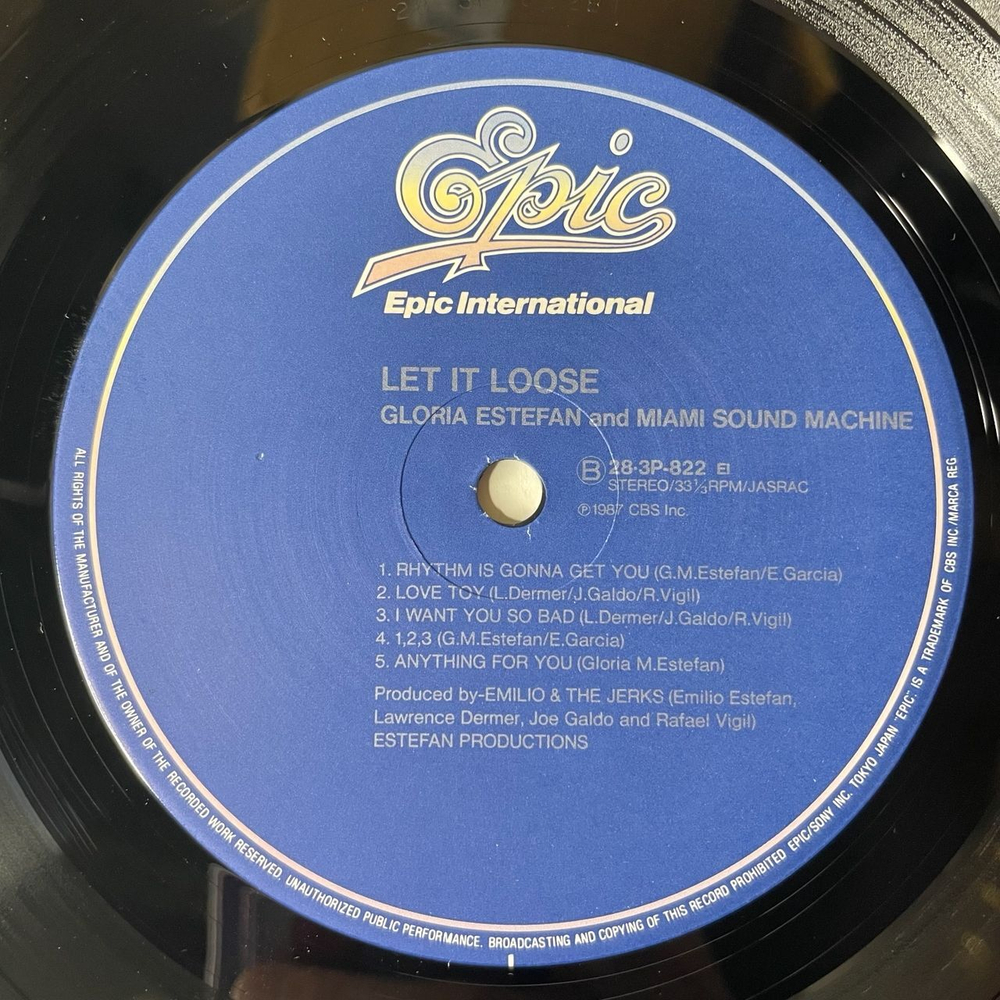 Epic
Epic International
LET IT LOOSE
GLORIA ESTEFAN and MIAMI SOUND MACHINE
Ⓑ 28·3P-822 EI
STEREO/33⅓RPM/JASRAC
℗1987 CBS Inc.
1. RHYTHM IS GONNA GET YOU (G.M.Estefan/E.Garcia)
2. LOVE TOY (L.Dermer/J.Galdo/R.Vigil)
3. I WANT YOU SO BAD (L.Dermer/J.Galdo/R.Vigil)
4. 1,2,3 (G.M.Estefan/E.Garcia)
5. ANYTHING FOR YOU (Gloria M.Estefan)
Produced by-EMILIO & THE JERKS (Emilio Estefan,
Lawrence Dermer, Joe Galdo and Rafael Vigil)
ESTEFAN PRODUCTIONS
ALL RIGHTS OF THE MANUFACTURER AND OF THE OWNER OF THE RECORDED WORK RESERVED. UNAUTHORIZED PUBLIC PERFORMANCE. BROADCASTING AND COPYING OF THIS RECORD PROHIBITED EPIC/SONY INC. TOKYO JAPAN "EPIC" IS A TRADEMARK OF CBS INC./MARCA REG